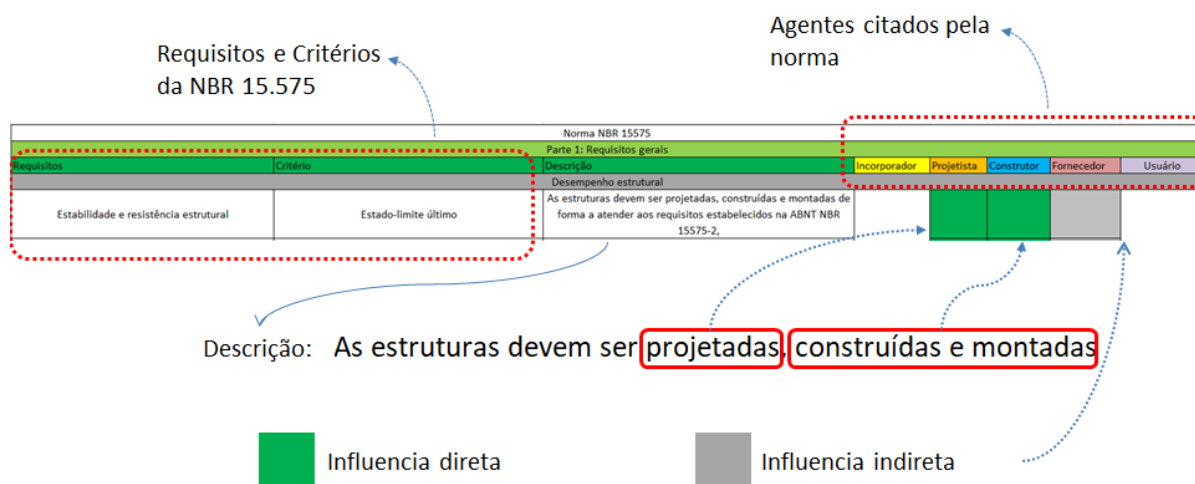 Agentes citados pela
norma
Requisitos e Critérios
da NBR 15.575
Norma NBR 15575
Parte 1: Requisitos gerais
Requisitos Critério Descrição Incorporador Projetista Construtor Fornecedor Usuário
Desempenho estrutural
Estabilidade e resistência estrutural
Estado-limite último
As estruturas devem ser projetadas, construídas e montadas de
forma a atender aos requisitos estabelecidos na ABNT NBR
15575-2,
Descrição: As estruturas devem ser projetadas, construídas e montadas
Influencia direta
Influencia indireta